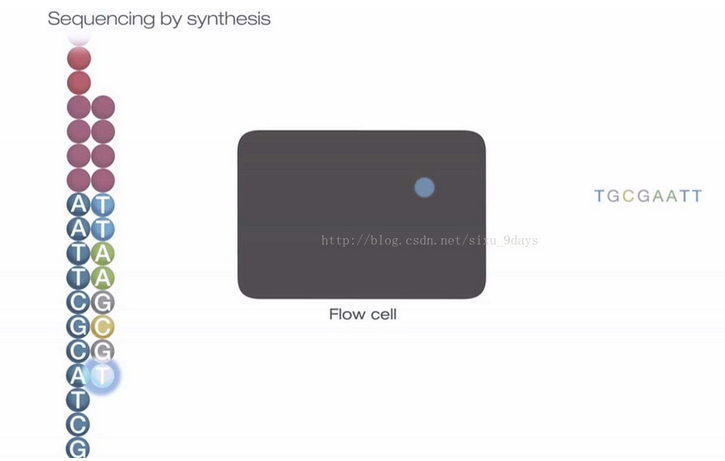 Sequencing by synthesis
A T
A T
T A
T A
C G
G C
C G
A T
T
C
G
http://blog.csdn.net/sixu_9days
Flow cell
TGCGAATT